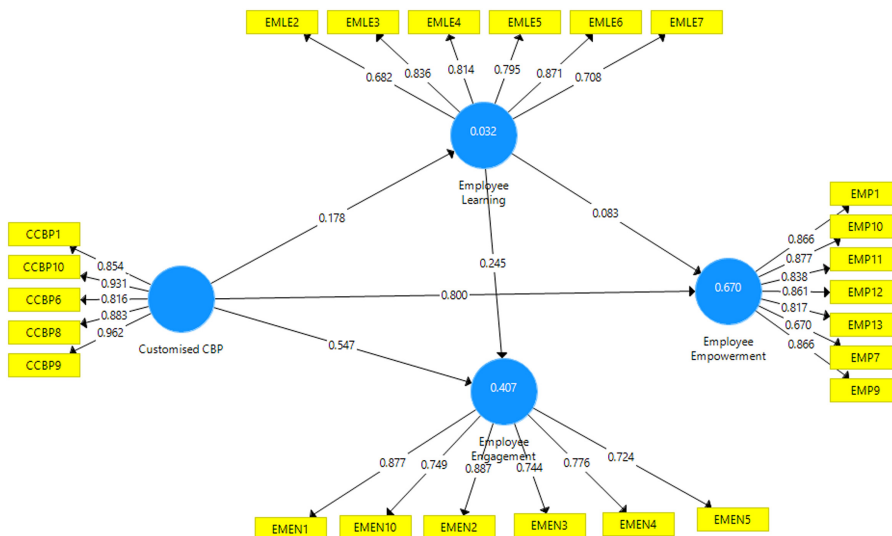 EMLE2
EMLE3
EMLE4
EMLE5
EMLE6
EMLE7
0.682
0.836
0.814
0.795
0.871
0.708
0.032
Employee
Learning
0.178
0.083
0.245
CCBP1
CCBP10
CCBP6
CCBP8
CCBP9
0.854
0.931
0.816
0.883
0.962
Customised CBP
0.800
0.547
0.670
Employee
Empowerment
0.866
0.877
0.838
0.861
0.817
0.670
0.866
EMP1
EMP10
EMP11
EMP12
EMP13
EMP7
EMP9
0.407
Employee
Engagement
0.877
0.749
0.887
0.744
0.776
0.724
EMEN1
EMEN10
EMEN2
EMEN3
EMEN4
EMEN5